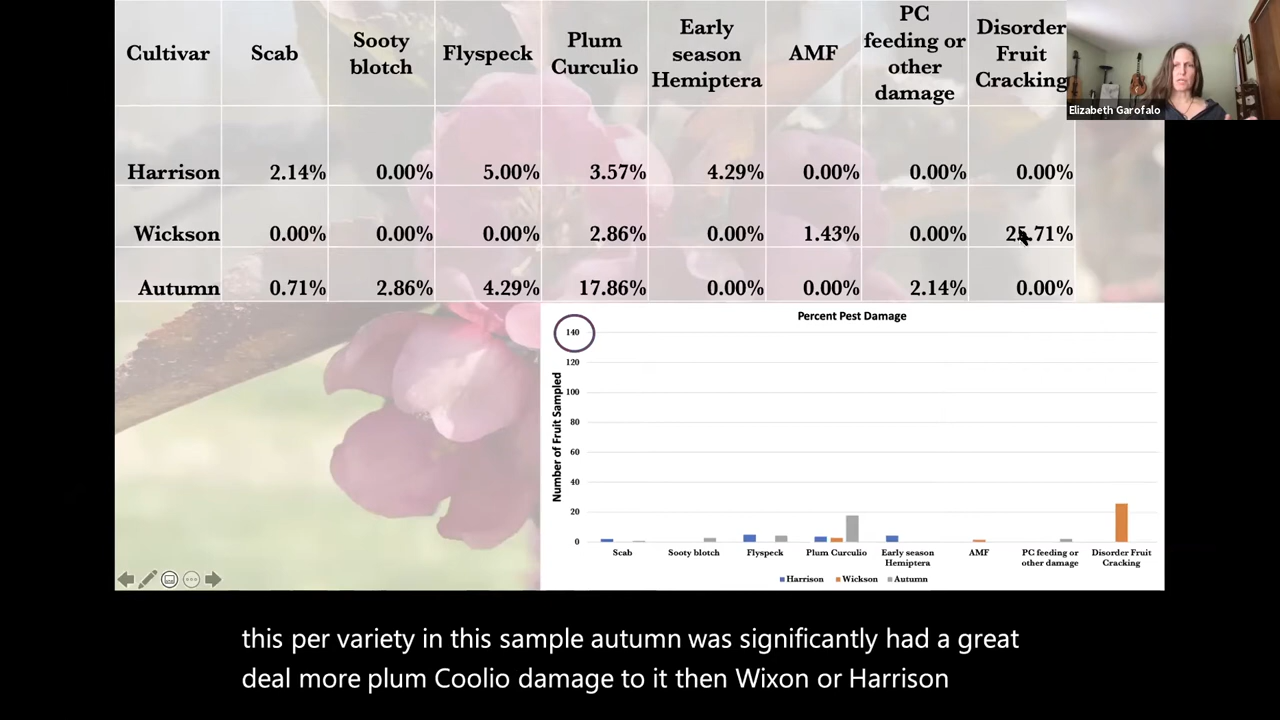 Cultivar Scab Sooty blotch Flyspeck Plum Curculio Early season Hemiptera AMF PC feeding or other damage Disorder Fruit Cracking
Elizabeth Garofalo
Harrison 2.14% 0.00% 5.00% 3.57% 4.29% 0.00% 0.00% 0.00%
Wickson 0.00% 0.00% 0.00% 2.86% 0.00% 1.43% 0.00% 25.71%
Autumn 0.71% 2.86% 4.29% 17.86% 0.00% 0.00% 2.14% 0.00%
Percent Pest Damage
Number of Fruit Sampled
140
120
100
80
60
40
20
0
Scab Sooty blotch Flyspeck Plum Curculio Early season Hemiptera AMF PC feeding or other damage Disorder Fruit Cracking
Harrison Wickson Autumn
this per variety in this sample autumn was significantly had a great
deal more plum Coolio damage to it then Wixon or Harrison